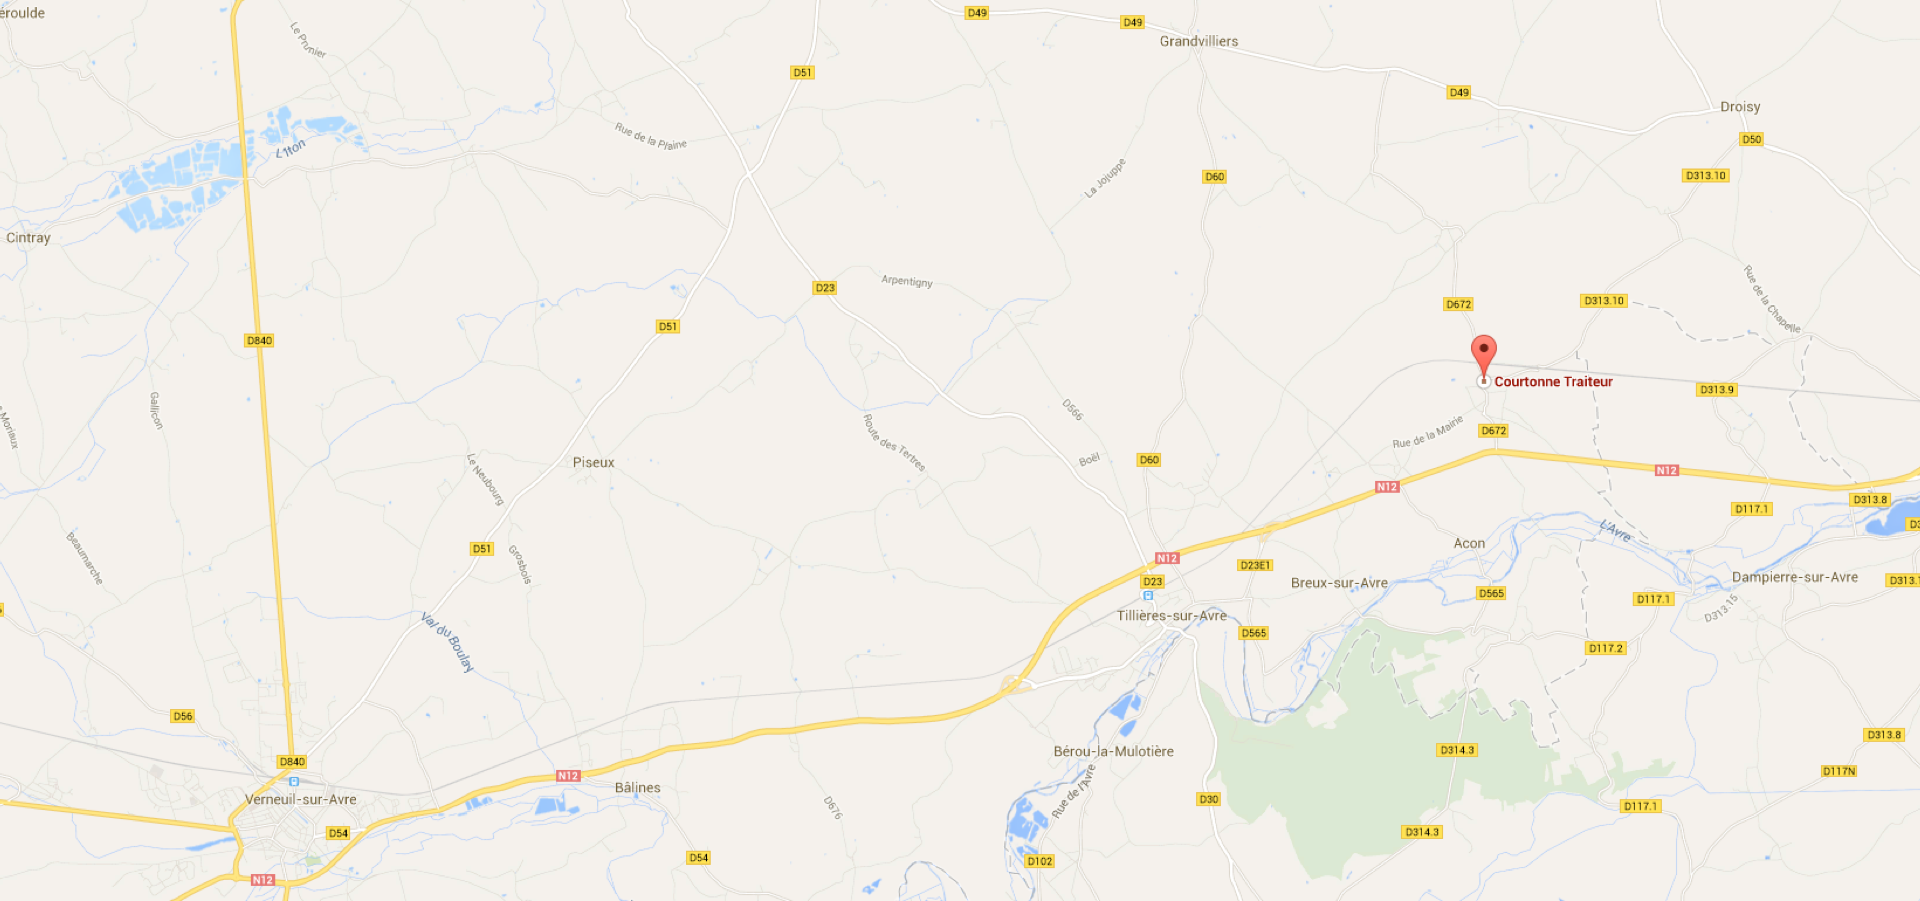 D49
D49
Grandvilliers
Le Prunier
D51
D49
Droisy
Rue de la Plaine
D50
L'Iton
La Jojuppe
D60
D313.10
Cintray
Arpentigny
D23
Rue de la Chapelle
D672
D313.10
D51
D840
Courtonne Traiteur
D313.9
Galliçon
D566
Route des Tertres
Rue de la Mairie
D672
Boël
D60
Piseux
N12
Le Neubourg
N12
D313.8
D117.1
L'Avre
Acon
D51
Beaumarche
Grosbois
N12
D23E1
D23
Breux-sur-Avre
Dampierre-sur-Avre
D565
D117.1
D313.15
Tillières-sur-Avre
Val du Boulay
D565
D117.2
D56
D313.8
Bérou-la-Mulotière
D314.3
D840
N12
D117N
Bâlines
Verneuil-sur-Avre
Rue de l'Avre
D676
D30
D117.1
D54
D314.3
D54
D102
N12